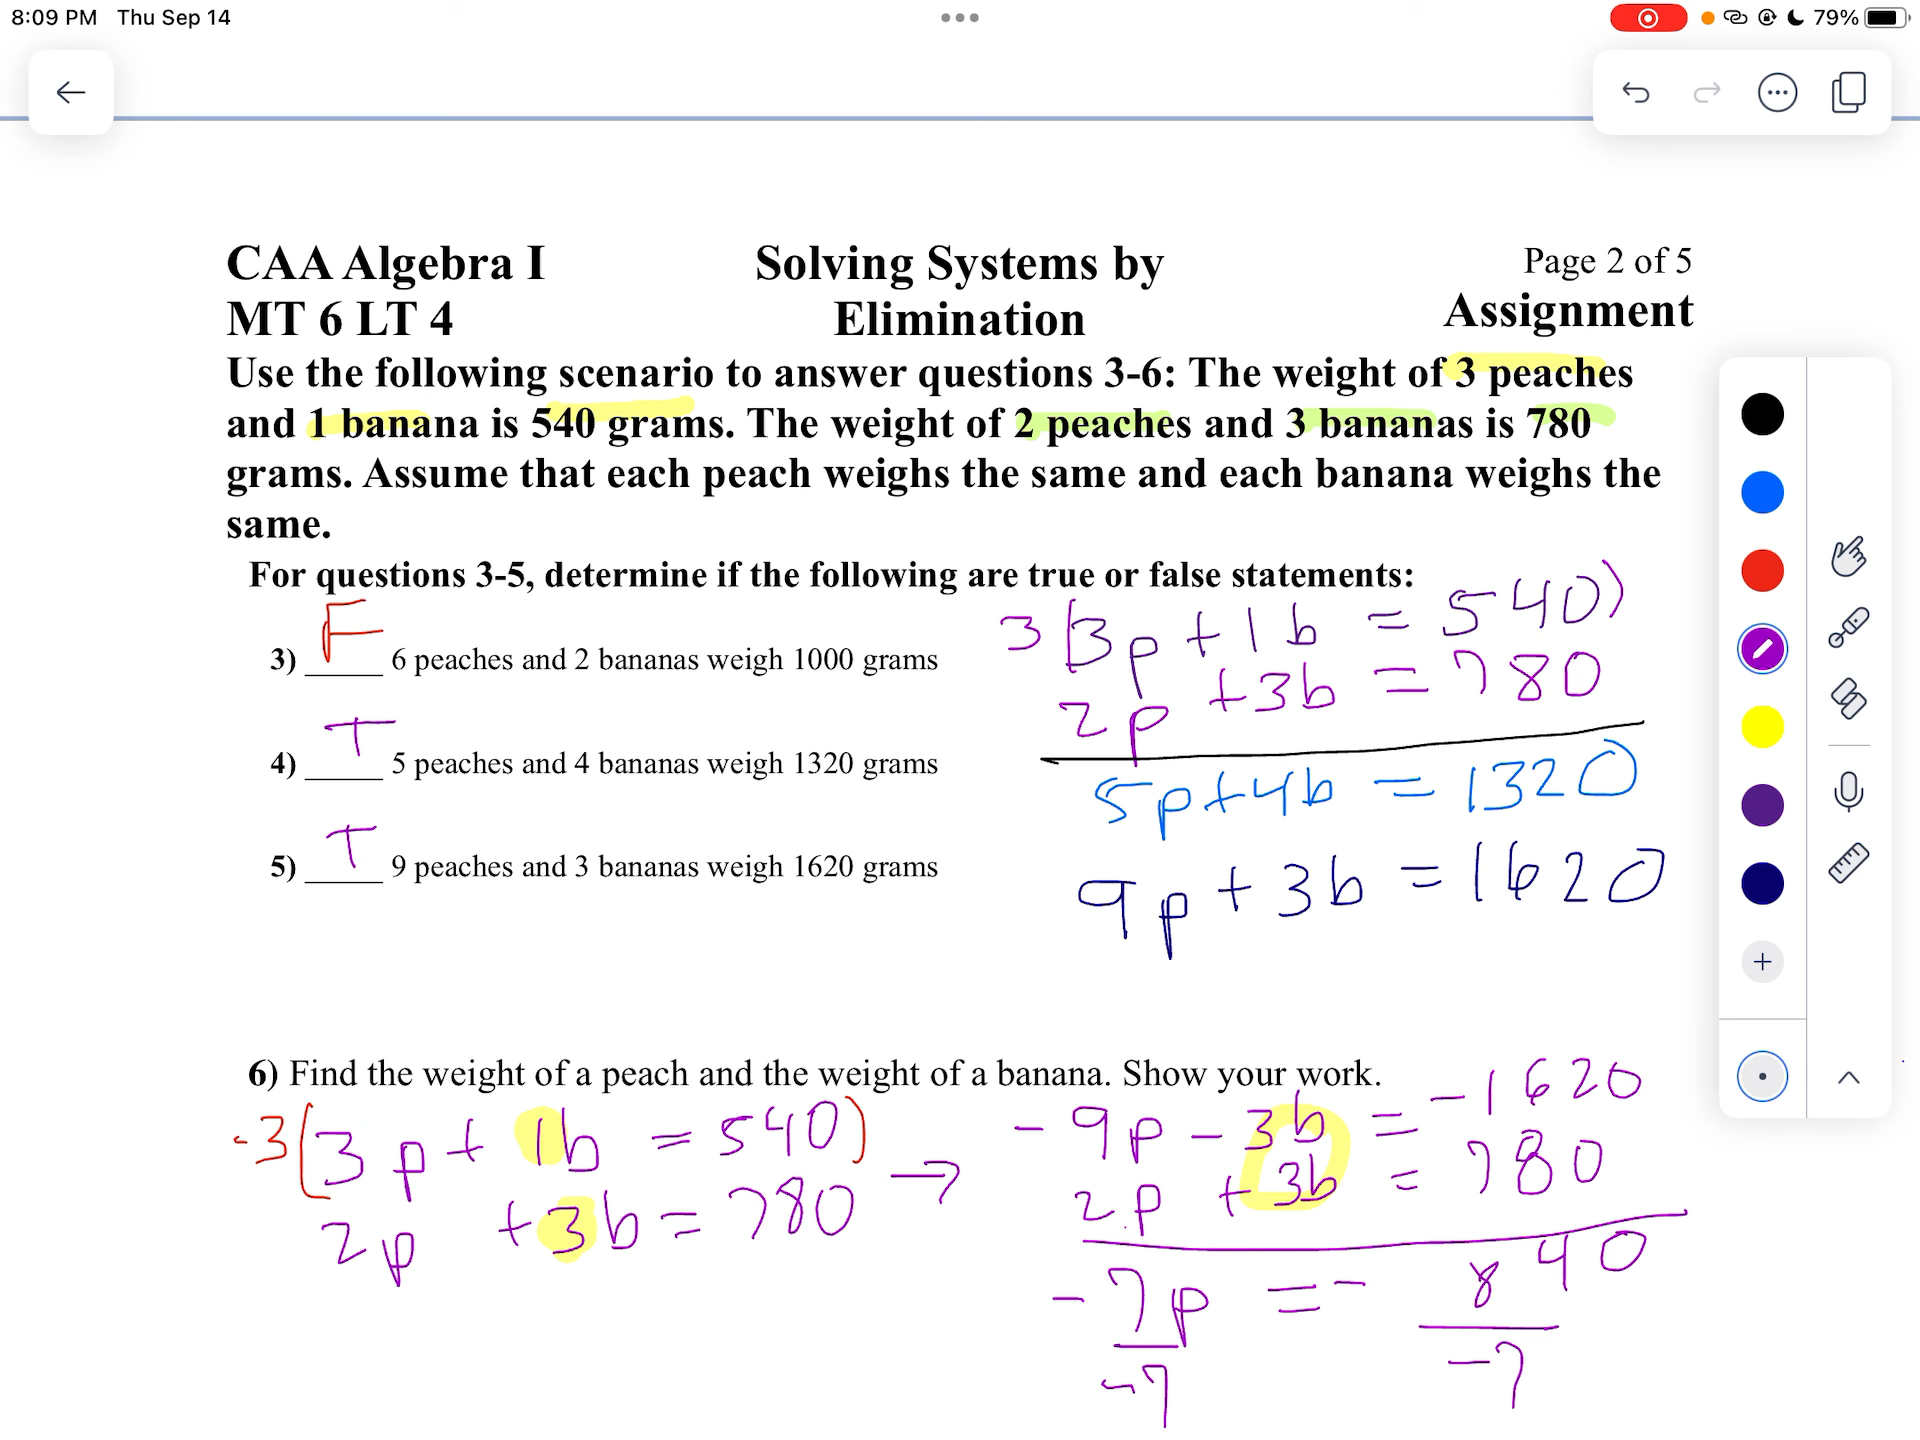 8:09 PM Thu Sep 14 79%
CAA Algebra I Solving Systems by Page 2 of 5
MT 6 LT 4 Elimination Assignment
Use the following scenario to answer questions 3-6: The weight of 3 peaches
and 1 banana is 540 grams. The weight of 2 peaches and 3 bananas is 780
grams. Assume that each peach weighs the same and each banana weighs the
same.
For questions 3-5, determine if the following are true or false statements:
3) F 6 peaches and 2 bananas weigh 1000 grams
3(3p + 1b = 540)
2p + 3b = 780
4) T 5 peaches and 4 bananas weigh 1320 grams
5p + 4b = 1320
5) T 9 peaches and 3 bananas weigh 1620 grams
9p + 3b = 1620
6) Find the weight of a peach and the weight of a banana. Show your work.
-3(3p + 1b = 540) → -9p - 3b = -1620
2p + 3b = 780 2p + 3b = 780
-7p = -840
-7 -7